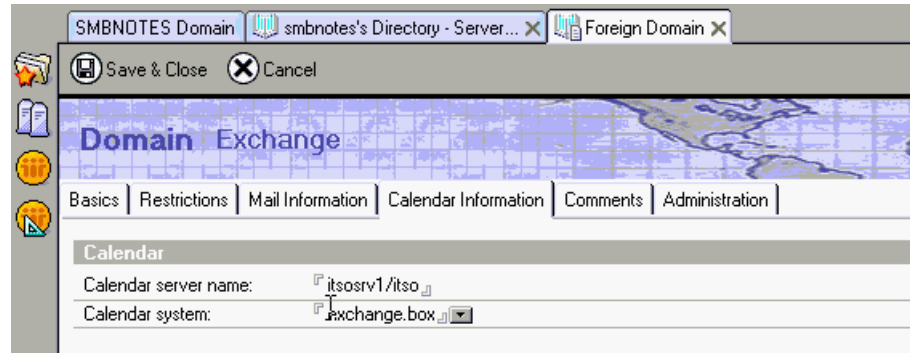 SMBNOTES Domain smbnotes's Directory - Server... Foreign Domain
Save & Close Cancel
Domain Exchange
Basics Restrictions Mail Information Calendar Information Comments Administration
Calendar
Calendar server name: itsosrv1/itso
Calendar system: exchange.box